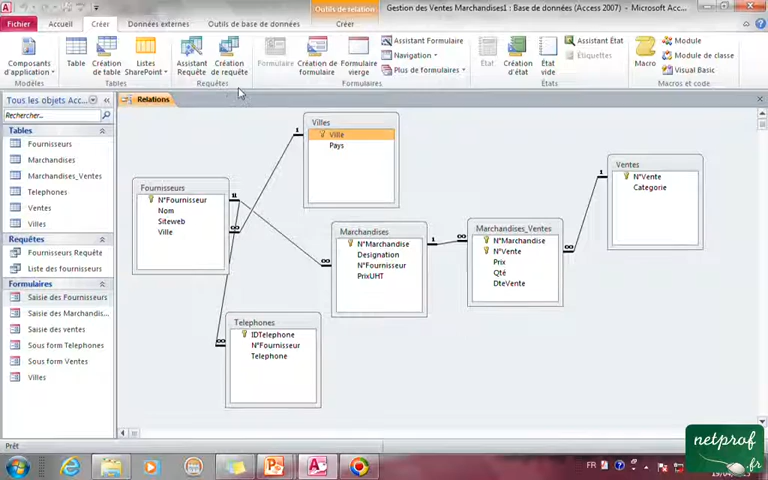 Outils de relation
Gestion des Ventes Marchandises1 : Base de données (Access 2007) - Microsoft Acc...
Fichier
Accueil
Créer
Données externes
Outils de base de données
Créer
Composants
d'application
Modèles
Table
Création
de table
Listes
SharePoint
Tables
Assistant
Requête
Création
de requête
Requêtes
Formulaire
Création de
formulaire
Formulaire
vierge
Assistant Formulaire
Navigation
Plus de formulaires
Formulaires
Création
d'état
État
vide
Assistant État
Étiquettes
États
Macro
Module
Module de classe
Visual Basic
Macros et code
Tous les objets Acc...
Rechercher...
Tables
Fournisseurs
Marchandises
Marchandises_Ventes
Telephones
Ventes
Villes
Requêtes
Fournisseurs Requête
Liste des fournisseurs
Formulaires
Saisie des Fournisseurs
Saisie des Marchandis...
Saisie des ventes
Sous form Telephones
Sous form Ventes
Villes
Relations
Villes
Ville
Pays
Fournisseurs
N°Fournisseur
Nom
Siteweb
Ville
Marchandises
N°Marchandise
Designation
N°Fournisseur
PrixUHT
Marchandises_Ventes
N°Marchandise
N°Vente
Prix
Qté
DteVente
Ventes
N°Vente
Categorie
Telephones
IDTelephone
N°Fournisseur
Telephone
1
∞
1
∞
∞
1
∞
1
∞
Prêt
FR
netprof
.fr